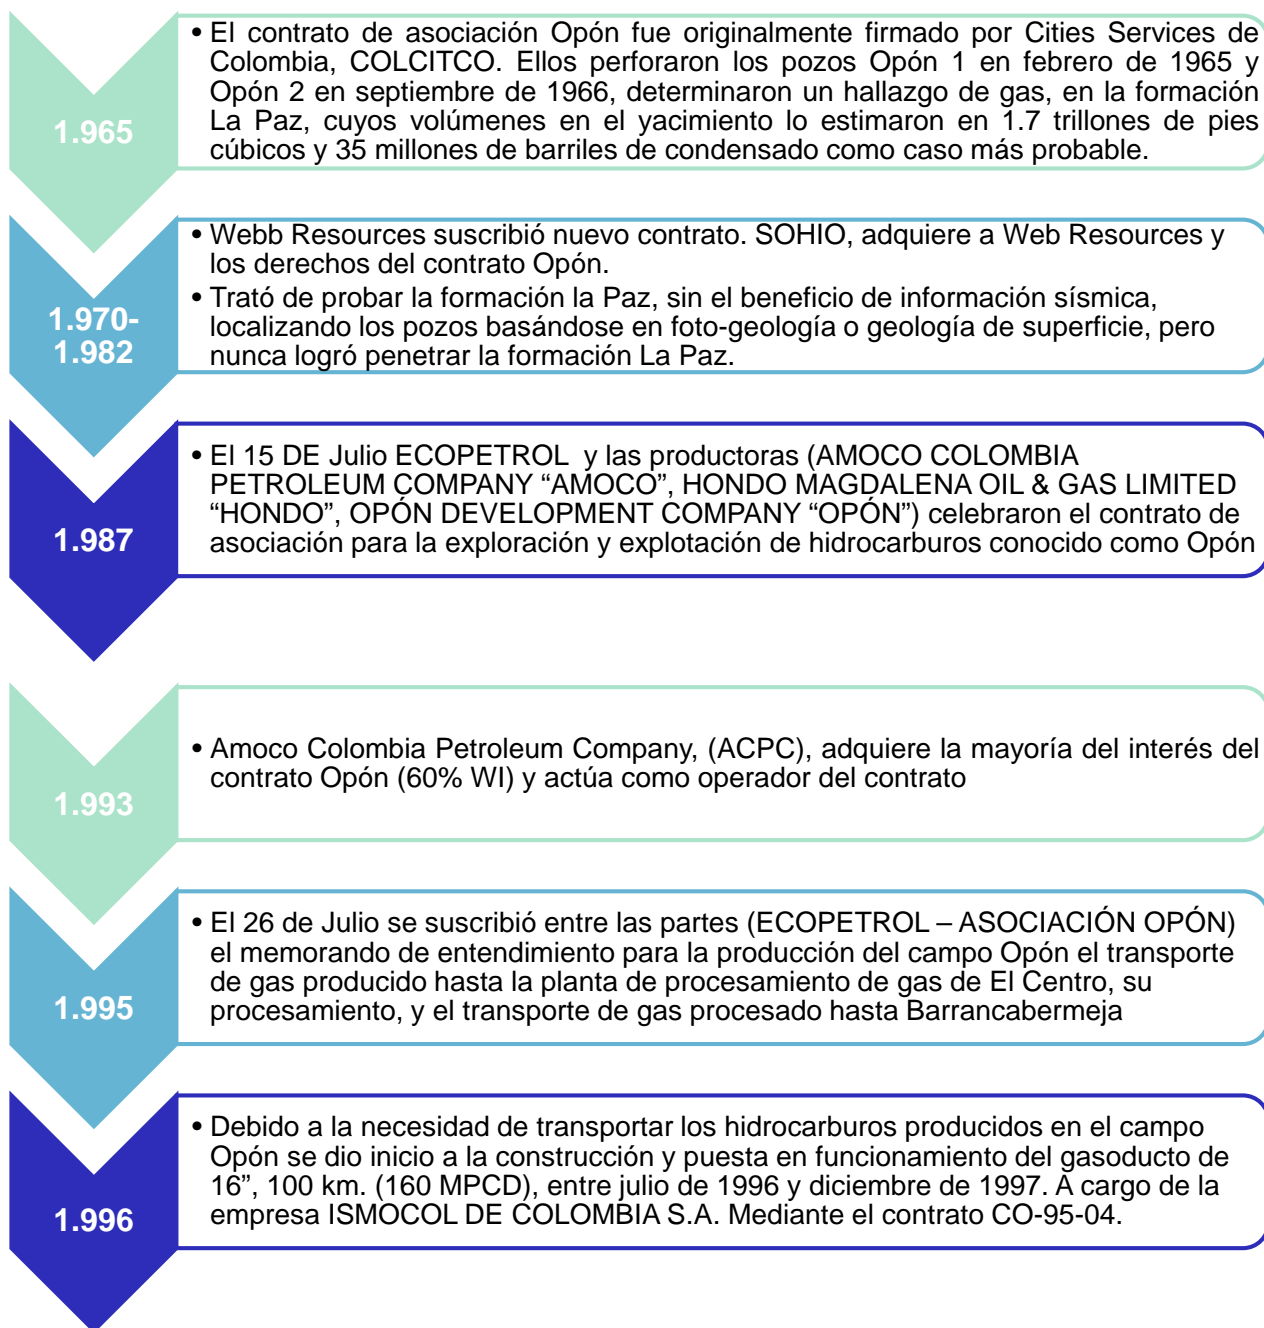 1.965
• El contrato de asociación Opón fue originalmente firmado por Cities Services de
Colombia, COLCITCO. Ellos perforaron los pozos Opón 1 en febrero de 1965 y
Opón 2 en septiembre de 1966, determinaron un hallazgo de gas, en la formación
La Paz, cuyos volúmenes en el yacimiento lo estimaron en 1.7 trillones de pies
cúbicos y 35 millones de barriles de condensado como caso más probable.
1.970-
1.982
• Webb Resources suscribió nuevo contrato. SOHIO, adquiere a Web Resources y
los derechos del contrato Opón.
• Trató de probar la formación la Paz, sin el beneficio de información sísmica,
localizando los pozos basándose en foto-geología o geología de superficie, pero
nunca logró penetrar la formación La Paz.
1.987
• El 15 DE Julio ECOPETROL y las productoras (AMOCO COLOMBIA
PETROLEUM COMPANY “AMOCO”, HONDO MAGDALENA OIL & GAS LIMITED
“HONDO”, OPÓN DEVELOPMENT COMPANY “OPÓN”) celebraron el contrato de
asociación para la exploración y explotación de hidrocarburos conocido como Opón
1.993
• Amoco Colombia Petroleum Company, (ACPC), adquiere la mayoría del interés del
contrato Opón (60% WI) y actúa como operador del contrato
1.995
• El 26 de Julio se suscribió entre las partes (ECOPETROL – ASOCIACIÓN OPÓN)
el memorando de entendimiento para la producción del campo Opón el transporte
de gas producido hasta la planta de procesamiento de gas de El Centro, su
procesamiento, y el transporte de gas procesado hasta Barrancabermeja
1.996
• Debido a la necesidad de transportar los hidrocarburos producidos en el campo
Opón se dio inicio a la construcción y puesta en funcionamiento del gasoducto de
16”, 100 km. (160 MPCD), entre julio de 1996 y diciembre de 1997. A cargo de la
empresa ISMOCOL DE COLOMBIA S.A. Mediante el contrato CO-95-04.